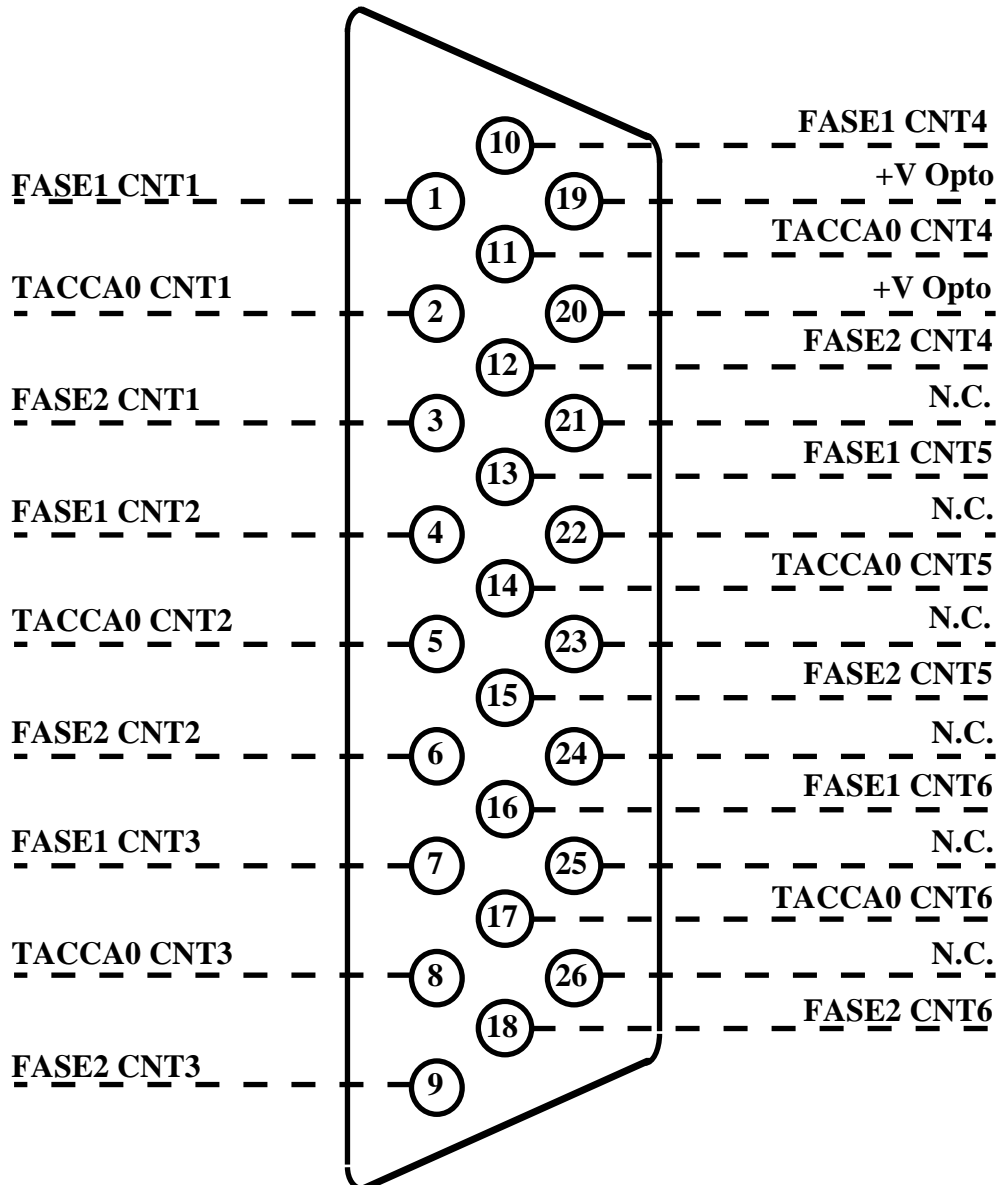 FASE1 CNT4
10
+V Opto
FASE1 CNT1
1
19
TACCA0 CNT4
11
TACCA0 CNT1
+V Opto
2
20
FASE2 CNT4
12
FASE2 CNT1
N.C.
3
21
FASE1 CNT5
13
FASE1 CNT2
N.C.
4
22
TACCA0 CNT5
14
TACCA0 CNT2
N.C.
5
23
FASE2 CNT5
15
FASE2 CNT2
N.C.
6
24
FASE1 CNT6
16
FASE1 CNT3
N.C.
7
25
TACCA0 CNT6
17
TACCA0 CNT3
N.C.
8
26
FASE2 CNT6
18
FASE2 CNT3
9